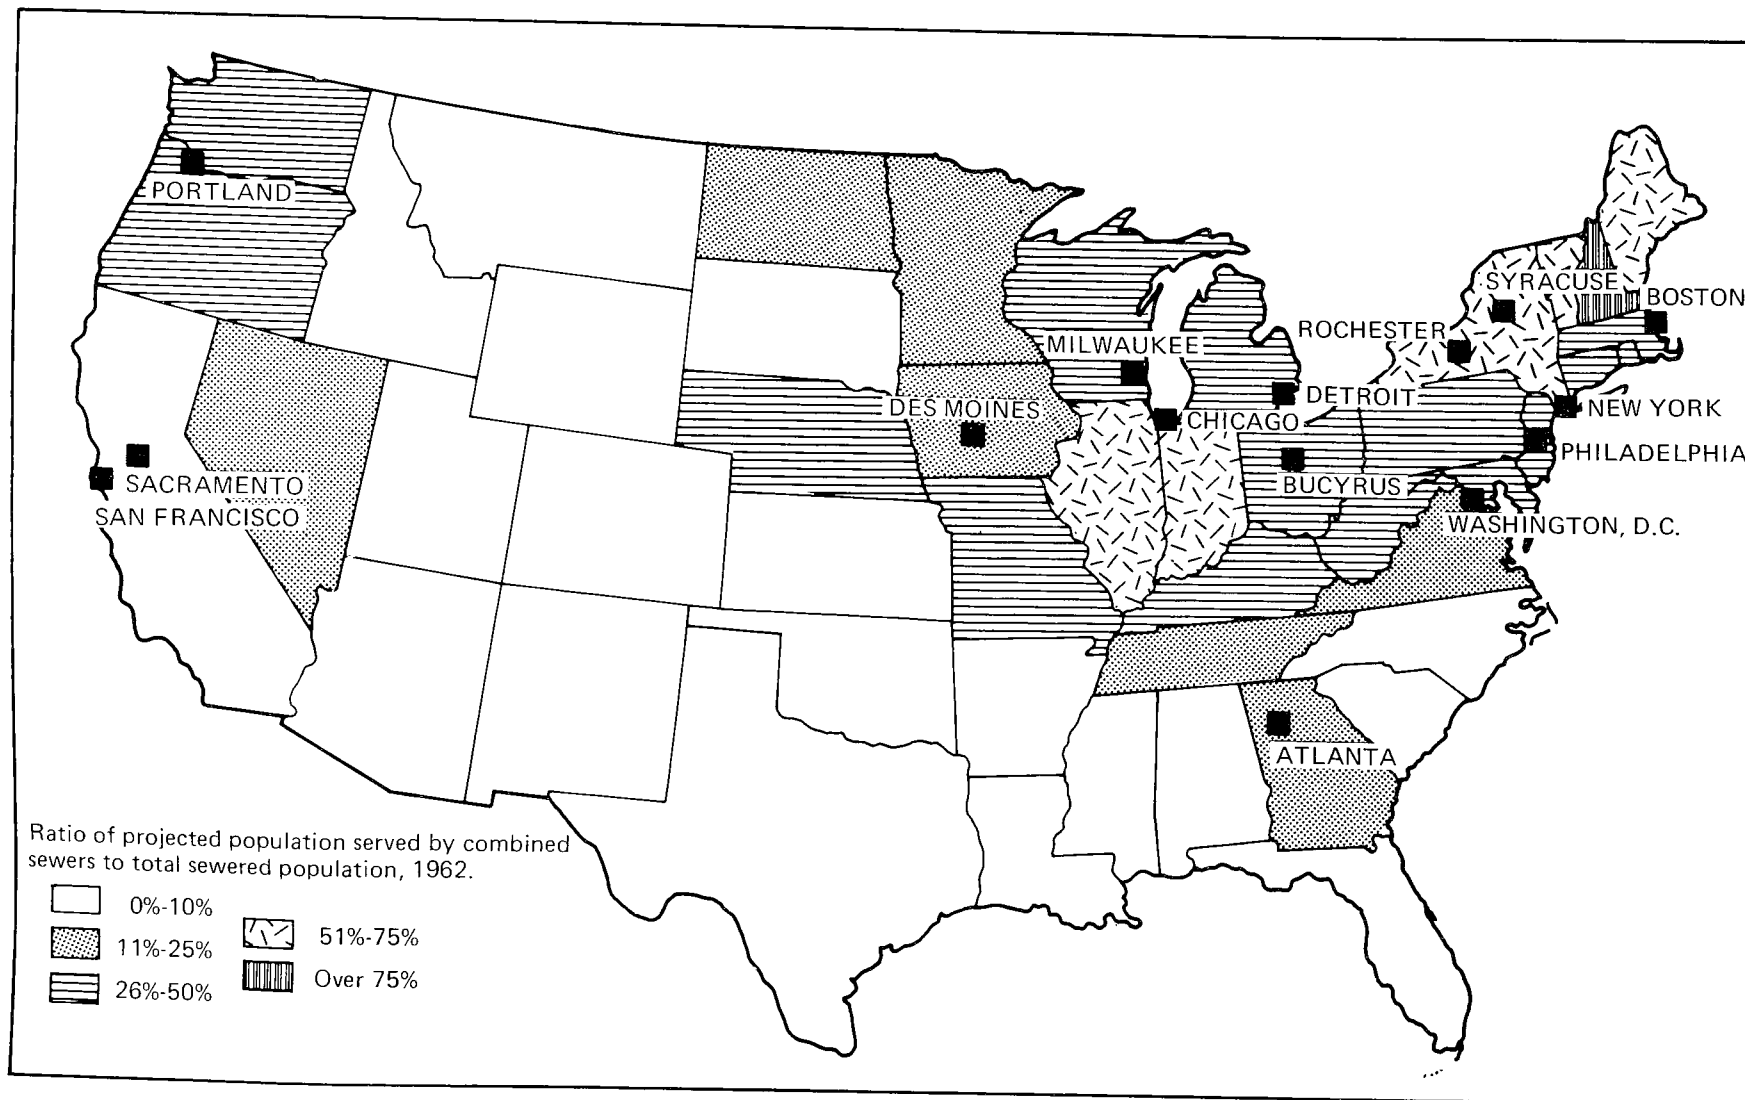 PORTLAND
SYRACUSE
BOSTON
ROCHESTER
MILWAUKEE
DETROIT
DES MOINES
CHICAGO
NEW YORK
PHILADELPHIA
BUCYRUS
SACRAMENTO
SAN FRANCISCO
WASHINGTON, D.C.
ATLANTA
Ratio of projected population served by combined
sewers to total sewered population, 1962.
0%-10%
11%-25%
26%-50%
51%-75%
Over 75%